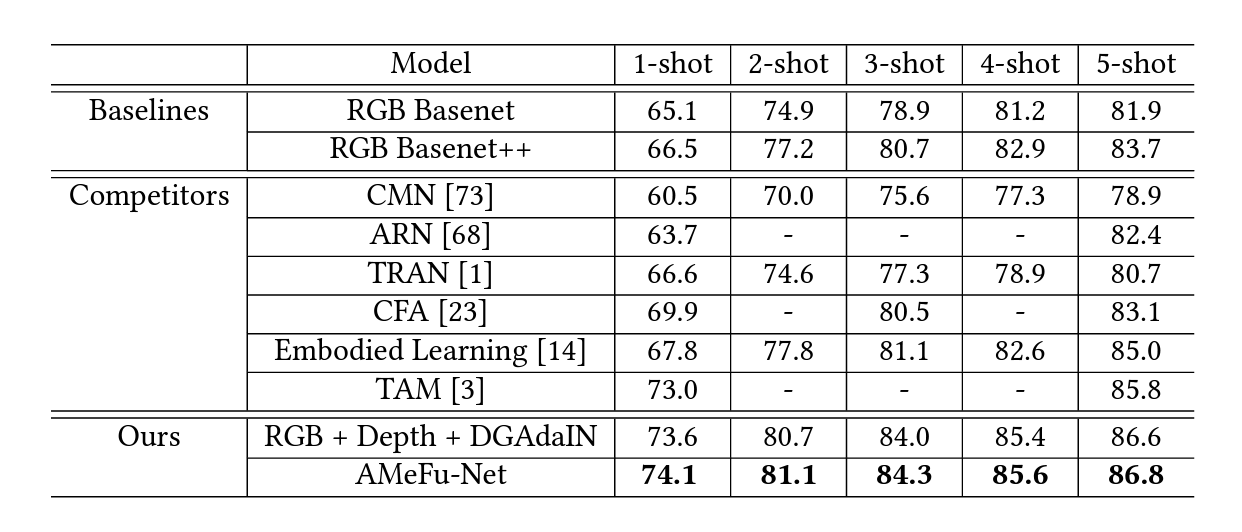 Model 1-shot 2-shot 3-shot 4-shot 5-shot
Baselines RGB Basenet 65.1 74.9 78.9 81.2 81.9
RGB Basenet++ 66.5 77.2 80.7 82.9 83.7
Competitors CMN [73] 60.5 70.0 75.6 77.3 78.9
ARN [68] 63.7 - - - 82.4
TRAN [1] 66.6 74.6 77.3 78.9 80.7
CFA [23] 69.9 - 80.5 - 83.1
Embodied Learning [14] 67.8 77.8 81.1 82.6 85.0
TAM [3] 73.0 - - - 85.8
Ours RGB + Depth + DGAdaIN 73.6 80.7 84.0 85.4 86.6
AMeFu-Net 74.1 81.1 84.3 85.6 86.8